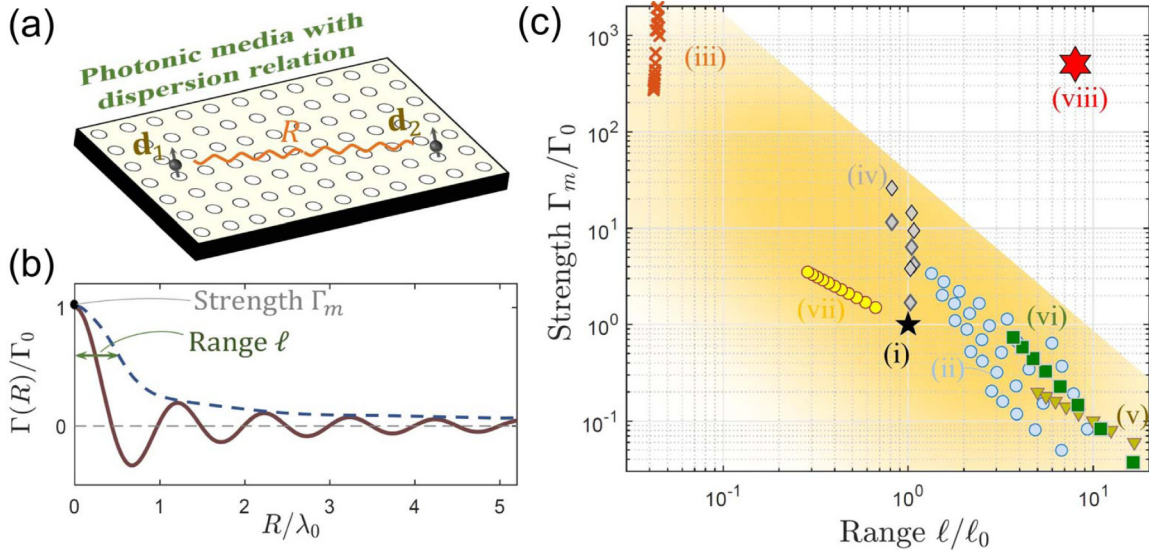 (a)
Photonic media with
dispersion relation
d₁
R
d₂
(b)
1
0
Γ(R)/Γ₀
Strength Γₘ
Range ℓ
0 1 2 3 4 5
R/λ₀
(c)
10³
10²
10¹
10⁰
10⁻¹
Strength Γₘ/Γ₀
(iii)
(viii)
(iv)
(vii)
(i)
(vi)
(ii)
(v)
10⁻¹ 10⁰ 10¹
Range ℓ/ℓ₀